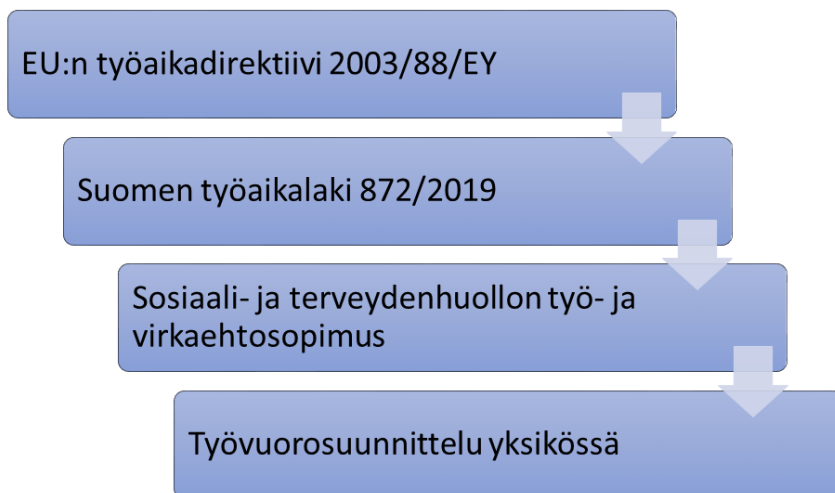 EU:n työaikadirektiivi 2003/88/EY
Suomen työaikalaki 872/2019
Sosiaali- ja terveydenhuollon työ- ja
virkaehtosopimus
Työvuorosuunnittelu yksikössä